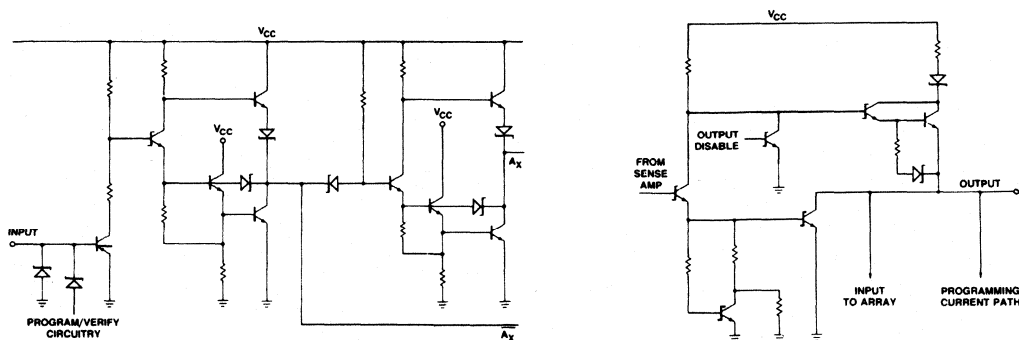 VCC
VCC
VCC
AX
INPUT
PROGRAM/VERIFY
CIRCUITRY
AX
VCC
OUTPUT
DISABLE
FROM
SENSE
AMP
OUTPUT
INPUT
TO ARRAY
PROGRAMMING
CURRENT PATH